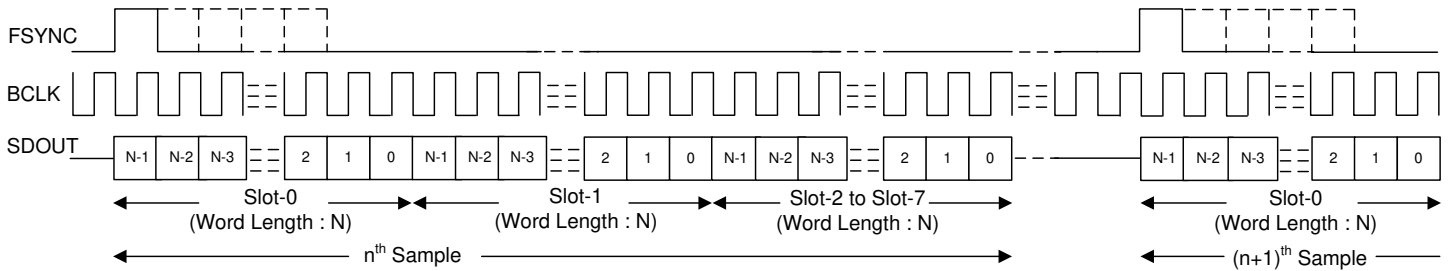 FSYNC
BCLK
SDOUT
N-1 N-2 N-3 2 1 0 N-1 N-2 N-3 2 1 0 N-1 N-2 N-3 2 1 0 N-1 N-2 N-3 2 1 0
Slot-0 Slot-1 Slot-2 to Slot-7 Slot-0
(Word Length : N) (Word Length : N) (Word Length : N) (Word Length : N)
nth Sample (n+1)th Sample